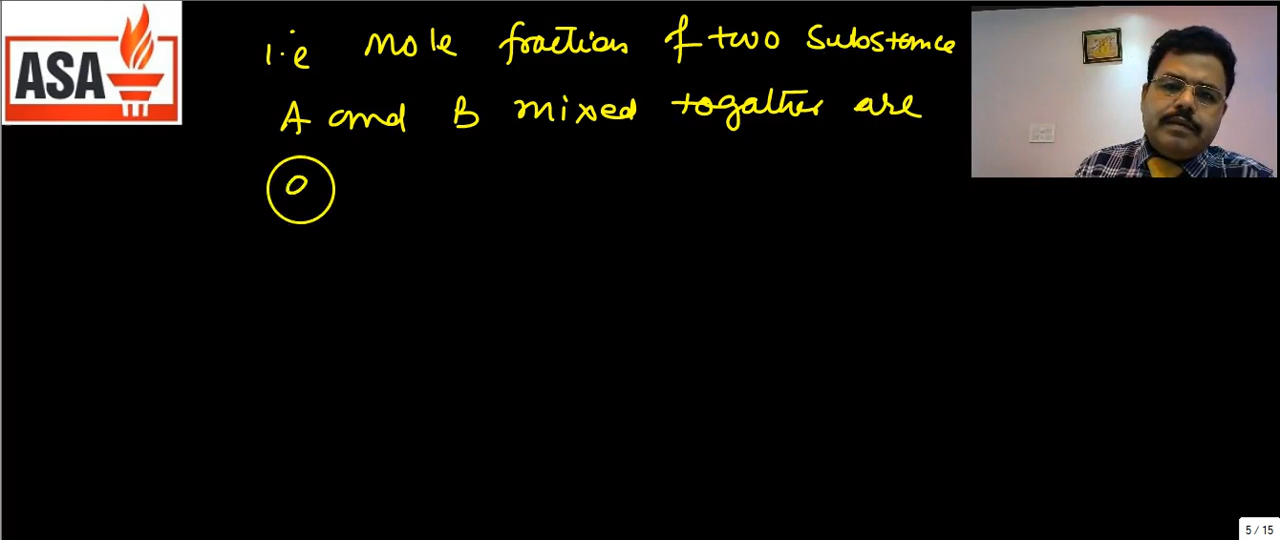 ASA
i.e Mole fraction of two substance
A and B mixed togather are
0
5 / 15